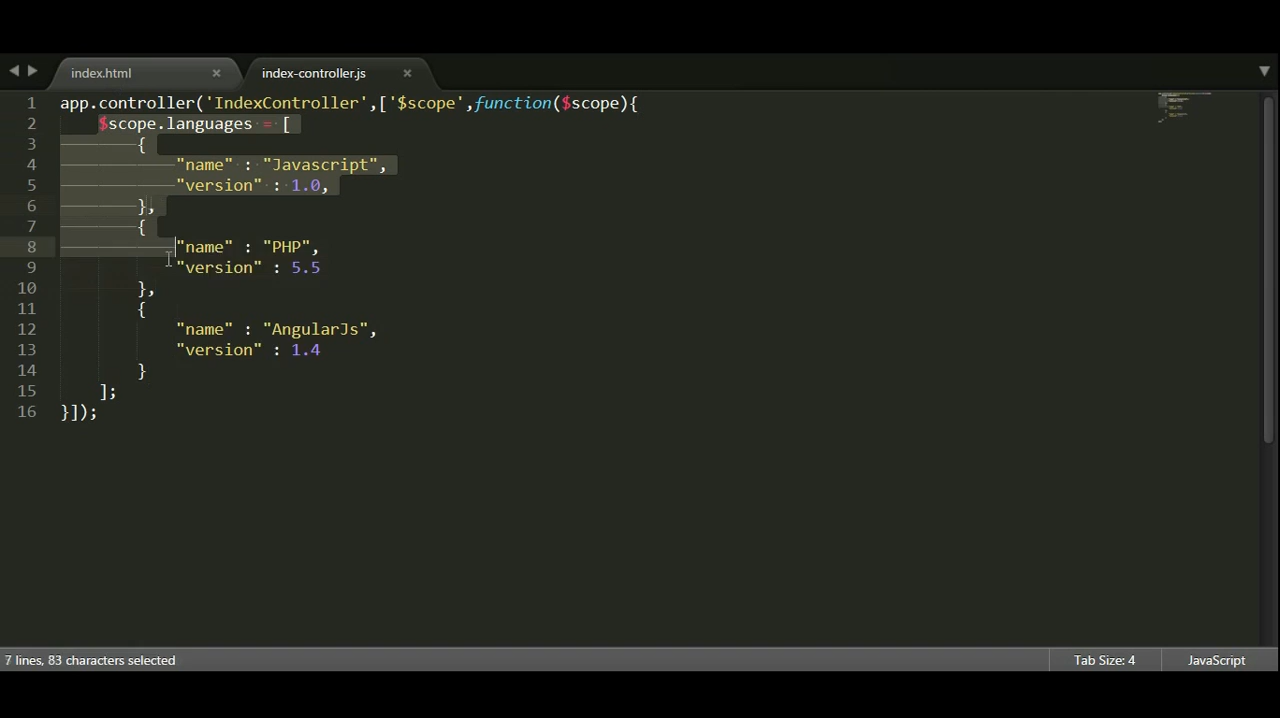 index.html × index-controller.js ×
1 app.controller('IndexController',['$scope',function($scope){
2 $scope.languages = [
3 {
4 "name" : "Javascript",
5 "version" : 1.0,
6 },
7 {
8 "name" : "PHP",
9 "version" : 5.5
10 },
11 {
12 "name" : "AngularJs",
13 "version" : 1.4
14 }
15 ];
16 }]);
7 lines, 83 characters selected Tab Size: 4 JavaScript